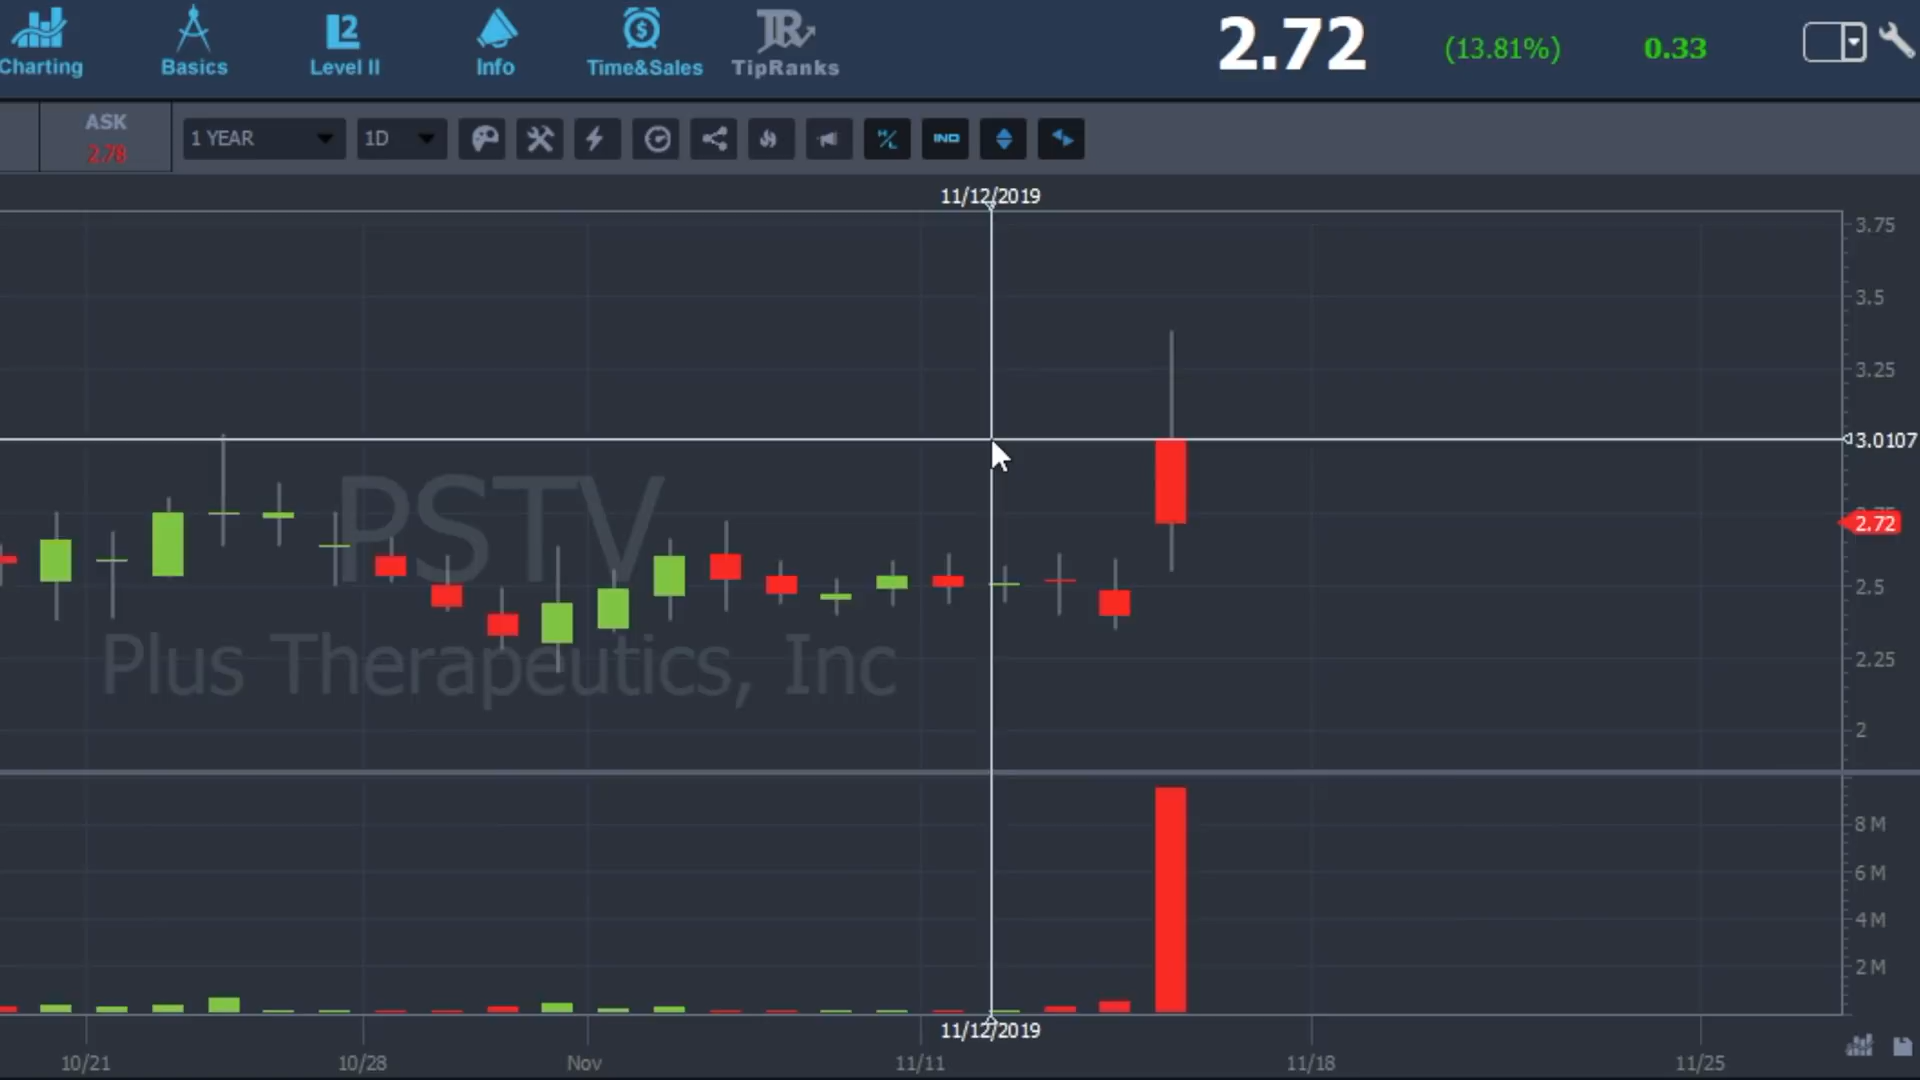 Charting Basics Level II Info Time&Sales TipRanks 2.72 (13.81%) 0.33
L2
ASK 1 YEAR 1D H/L IND
2.78
11/12/2019
3.75
3.5
3.25
3.0107
2.72
2.5
2.25
2
PSTV
Plus Therapeutics, Inc
8 M
6 M
4 M
2 M
11/12/2019
10/21 10/28 Nov 11/11 11/18 11/25